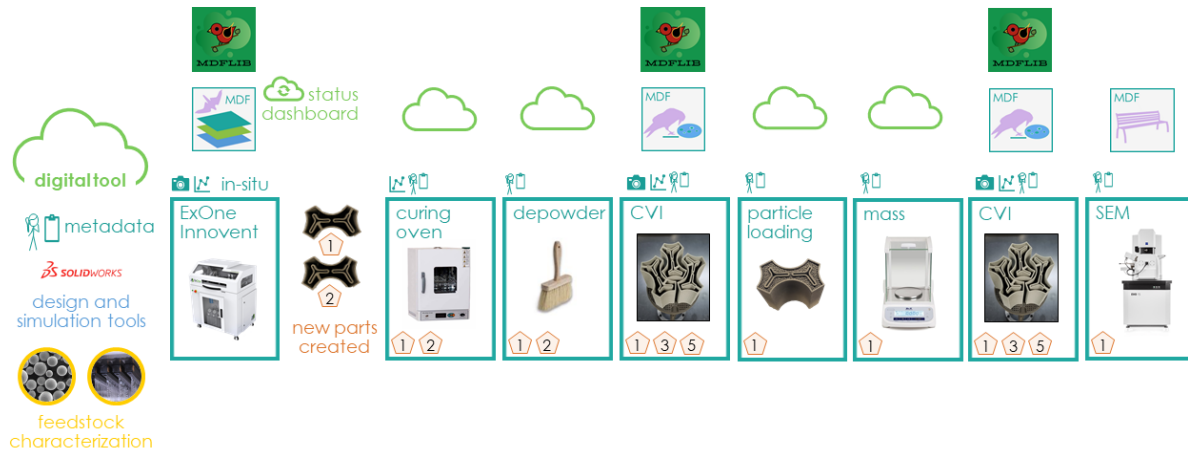 MDFLIB
MDFLIB
MDFLIB
MDF
status
dashboard
MDF
MDF
MDF
digital tool
in-situ
metadata
SOLIDWORKS
design and
simulation tools
feedstock
characterization
ExOne
Innovent
1
2
new parts
created
curing
oven
1 2
depowder
1 2
CVI
1 3 5
particle
loading
1
mass
1
CVI
1 3 5
SEM
1